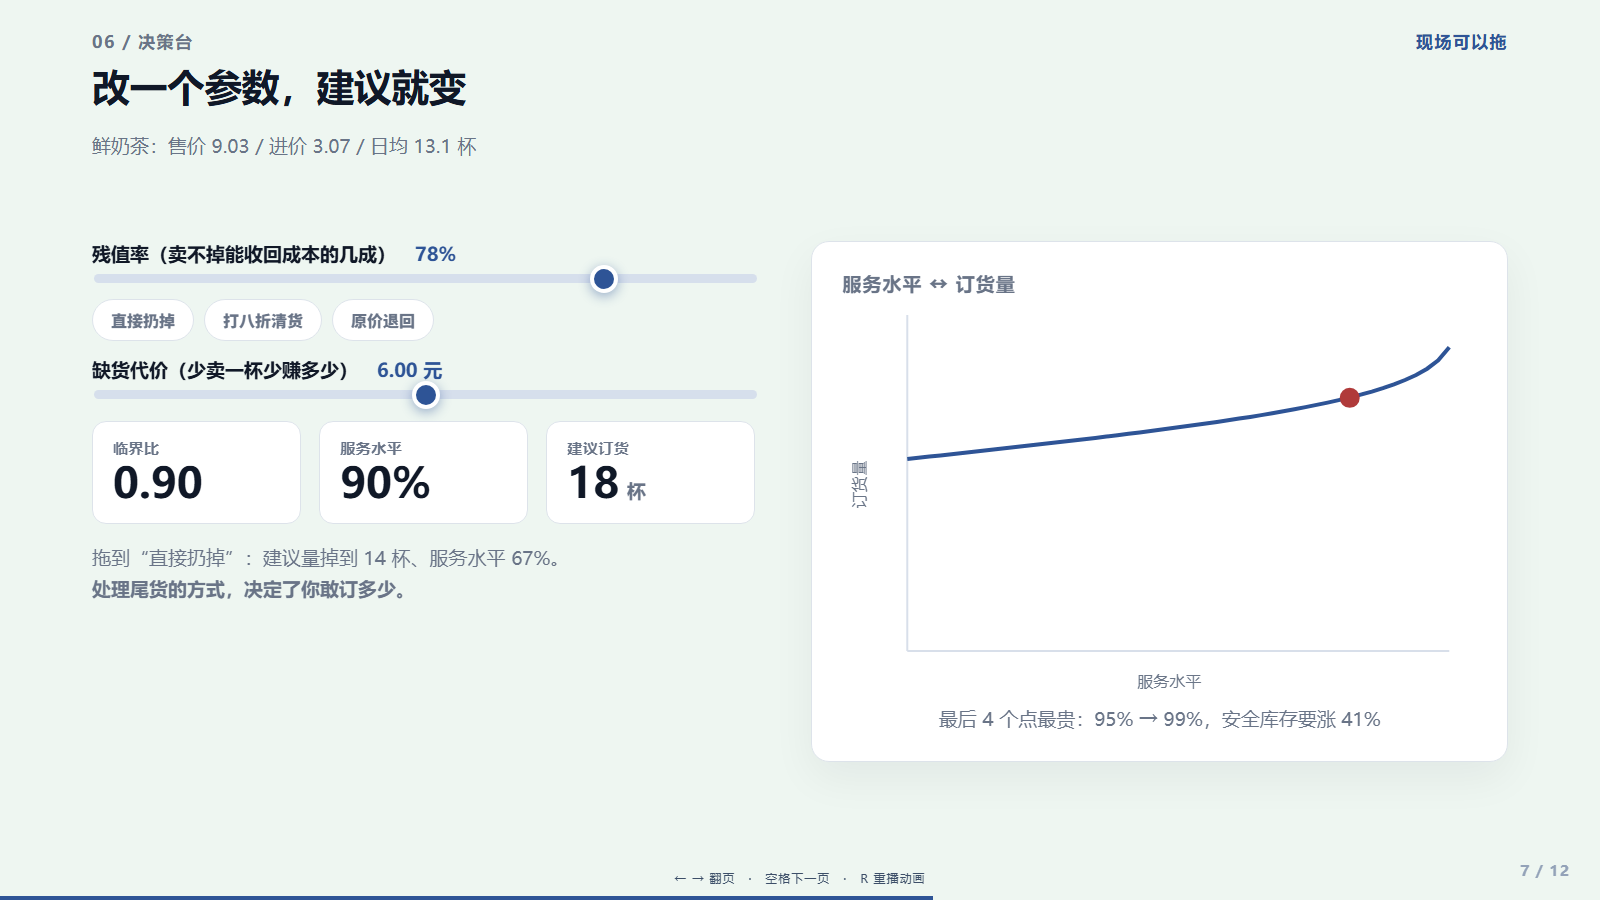 06 / 决策台
现场可以拖
改一个参数，建议就变
鲜奶茶：售价 9.03 / 进价 3.07 / 日均 13.1 杯
残值率（卖不掉能收回成本的几成） 78%
直接扔掉
打八折清货
原价退回
缺货代价（少卖一杯少赚多少） 6.00 元
临界比
0.90
服务水平
90%
建议订货
18 杯
拖到“直接扔掉”：建议量掉到 14 杯、服务水平 67%。
处理尾货的方式，决定了你敢订多少。
服务水平 ↔ 订货量
订货量
服务水平
最后 4 个点最贵：95% → 99%，安全库存要涨 41%
← → 翻页 · 空格下一页 · R 重播动画
7 / 12